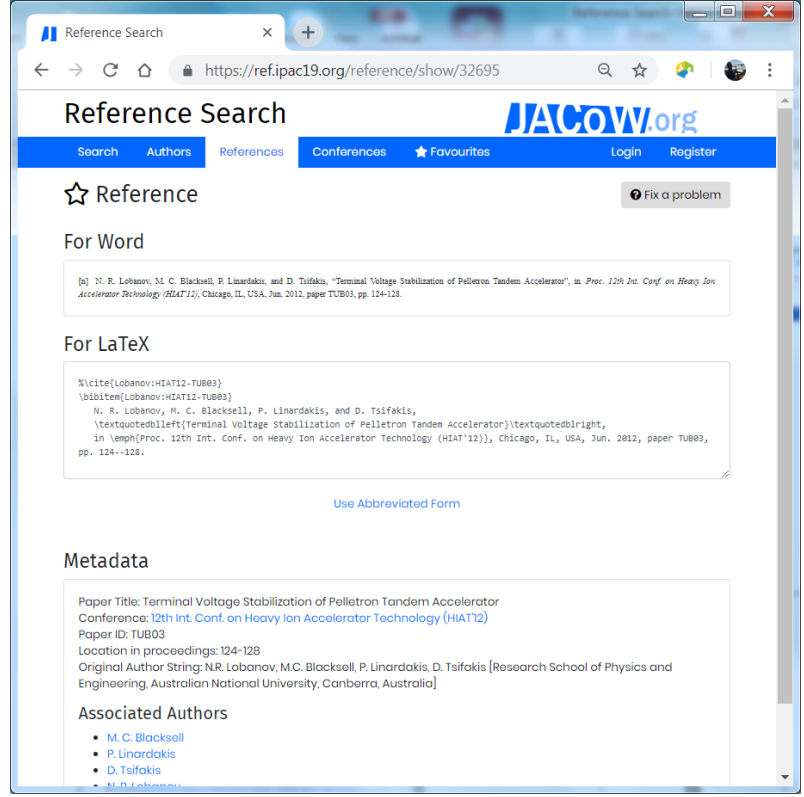 Reference Search
https://ref.ipac19.org/reference/show/32695
Reference Search
JACoW.org
Search Authors References Conferences Favourites Login Register
Reference
Fix a problem
For Word
[n] N. R. Lobanov, M. C. Blacksell, P. Linardakis, and D. Tsifakis, “Terminal Voltage Stabilization of Pelletron Tandem Accelerator”, in Proc. 12th Int. Conf. on Heavy Ion
Accelerator Technology (HIAT'12), Chicago, IL, USA, Jun. 2012, paper TUB03, pp. 124-128.
For LaTeX
%\cite{Lobanov:HIAT12-TUB03}
\bibitem{Lobanov:HIAT12-TUB03}
N. R. Lobanov, M. C. Blacksell, P. Linardakis, and D. Tsifakis,
\textquotedblleft{Terminal Voltage Stabilization of Pelletron Tandem Accelerator}\textquotedblright,
in \emph{Proc. 12th Int. Conf. on Heavy Ion Accelerator Technology (HIAT'12)}, Chicago, IL, USA, Jun. 2012, paper TUB03,
pp. 124--128.
Use Abbreviated Form
Metadata
Paper Title: Terminal Voltage Stabilization of Pelletron Tandem Accelerator
Conference: 12th Int. Conf. on Heavy Ion Accelerator Technology (HIAT'12)
Paper ID: TUB03
Location in proceedings: 124-128
Original Author String: N.R. Lobanov, M.C. Blacksell, P. Linardakis, D. Tsifakis [Research School of Physics and
Engineering, Australian National University, Canberra, Australia]
Associated Authors
M. C. Blacksell
P. Linardakis
D. Tsifakis
N. R. Lobanov